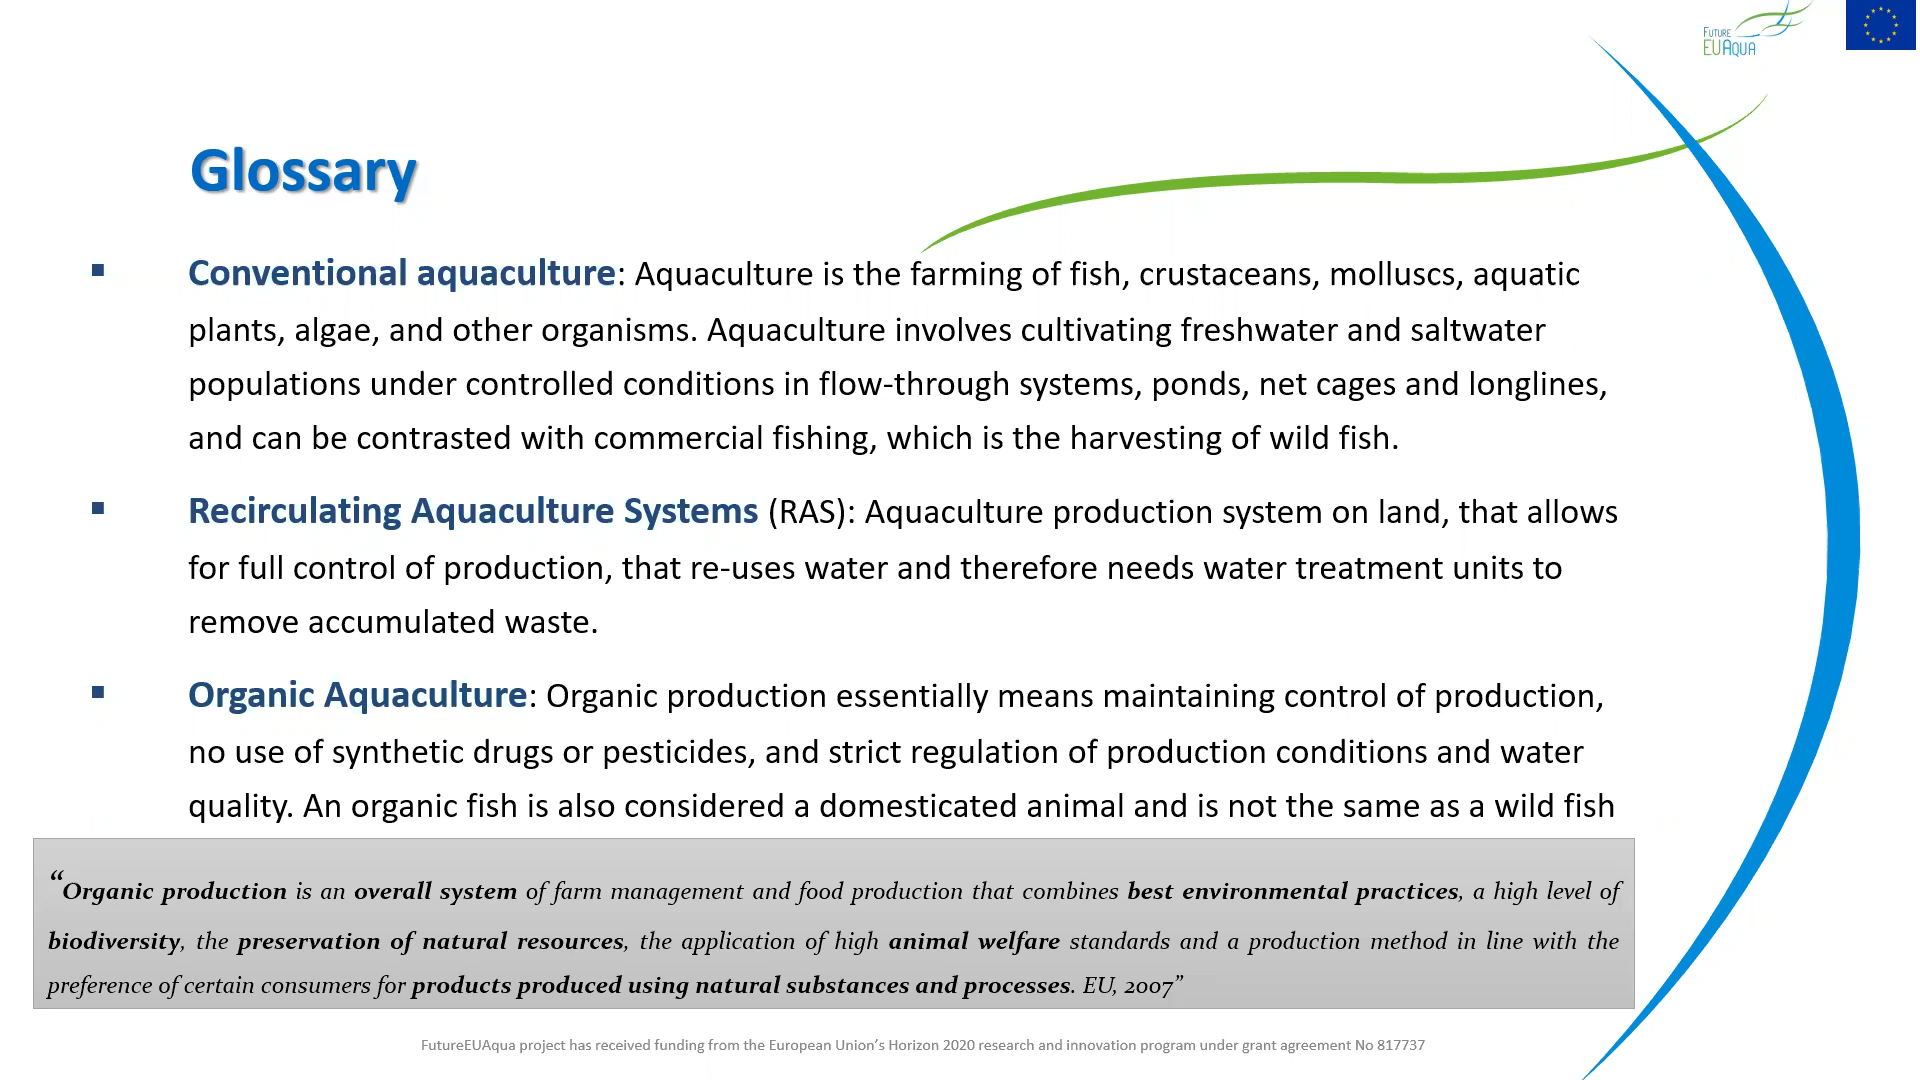 Future
EUAqua
Glossary
▪ Conventional aquaculture: Aquaculture is the farming of fish, crustaceans, molluscs, aquatic
plants, algae, and other organisms. Aquaculture involves cultivating freshwater and saltwater
populations under controlled conditions in flow-through systems, ponds, net cages and longlines,
and can be contrasted with commercial fishing, which is the harvesting of wild fish.
▪ Recirculating Aquaculture Systems (RAS): Aquaculture production system on land, that allows
for full control of production, that re-uses water and therefore needs water treatment units to
remove accumulated waste.
▪ Organic Aquaculture: Organic production essentially means maintaining control of production,
no use of synthetic drugs or pesticides, and strict regulation of production conditions and water
quality. An organic fish is also considered a domesticated animal and is not the same as a wild fish
“Organic production is an overall system of farm management and food production that combines best environmental practices, a high level of
biodiversity, the preservation of natural resources, the application of high animal welfare standards and a production method in line with the
preference of certain consumers for products produced using natural substances and processes. EU, 2007”
FutureEUAqua project has received funding from the European Union’s Horizon 2020 research and innovation program under grant agreement No 817737